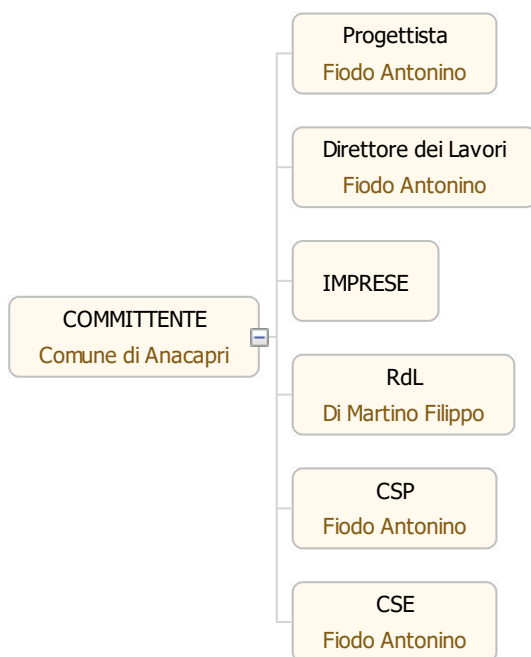 Progettista
Fiodo Antonino
Direttore dei Lavori
Fiodo Antonino
IMPRESE
COMMITTENTE
Comune di Anacapri
RdL
Di Martino Filippo
CSP
Fiodo Antonino
CSE
Fiodo Antonino